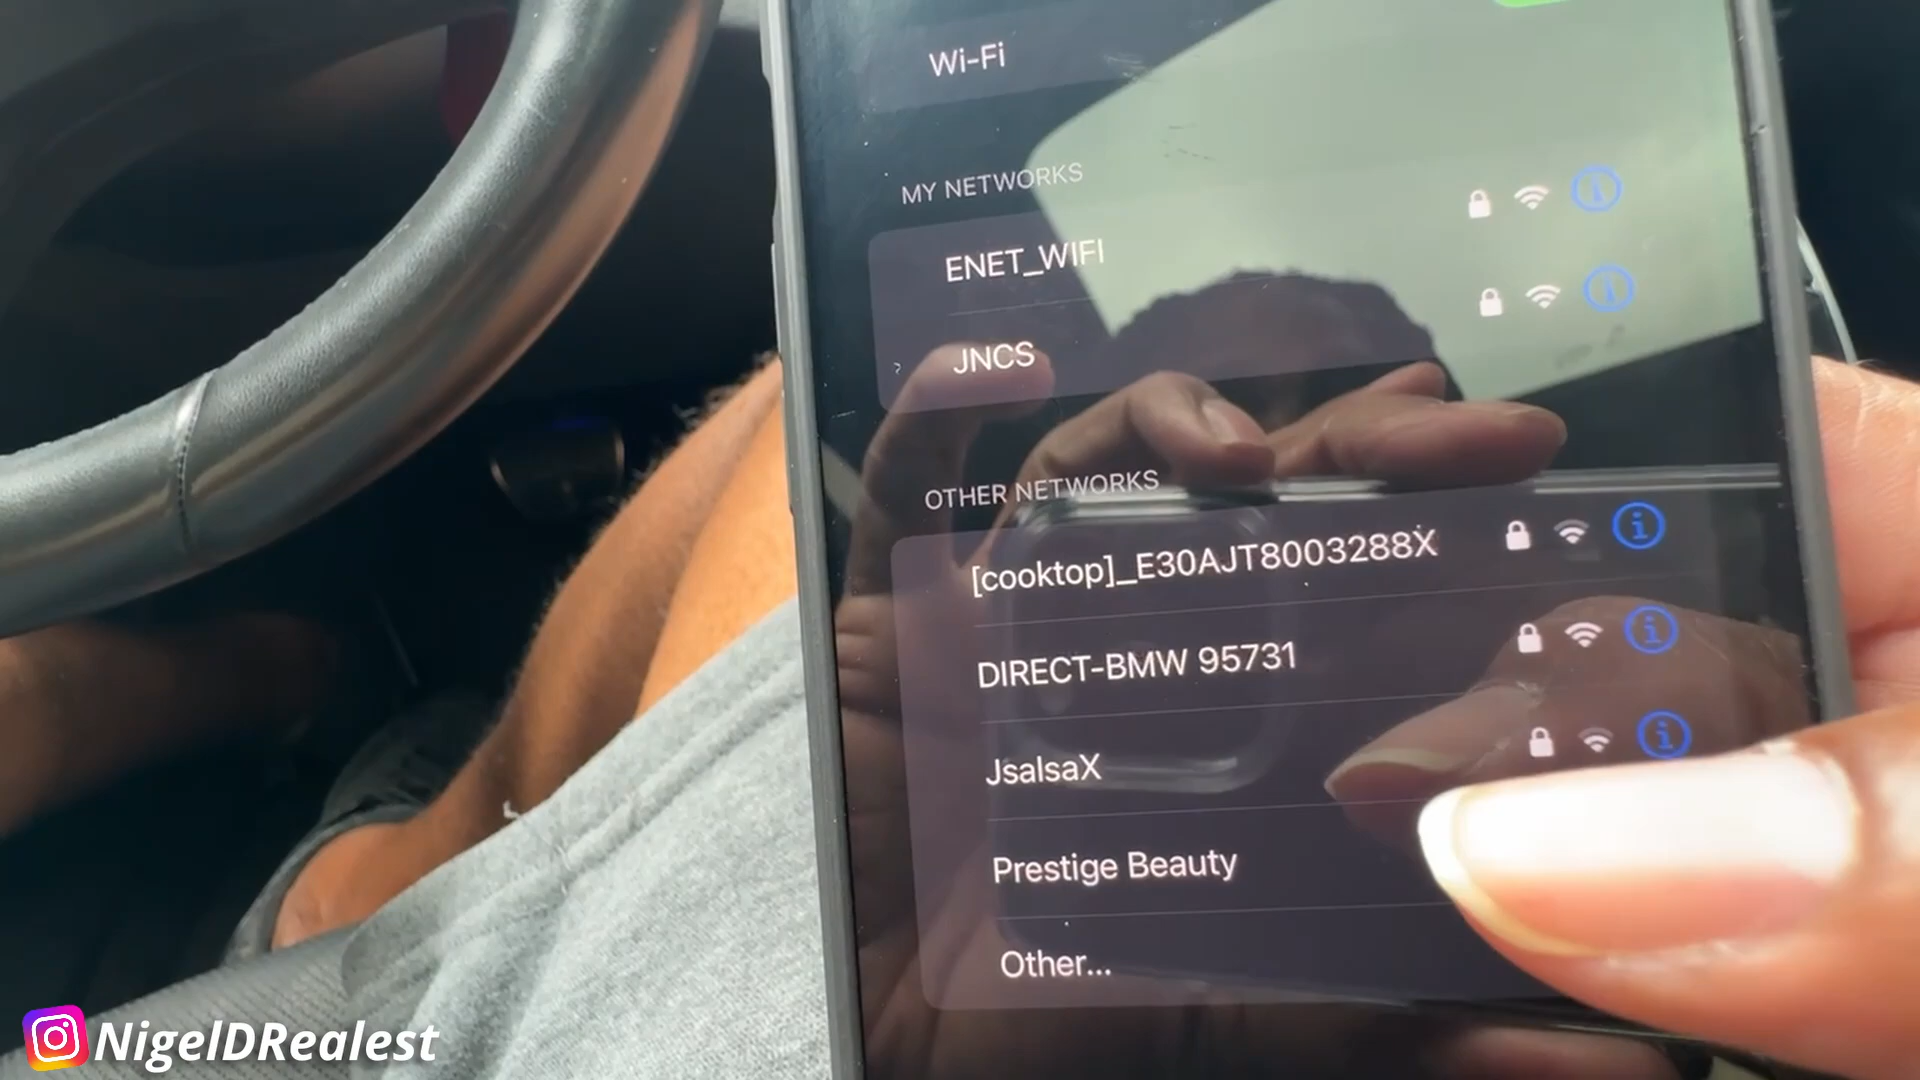 Wi-Fi
MY NETWORKS
ENET_WIFI
JNCS
OTHER NETWORKS
[cooktop]_E30AJT8003288X
DIRECT-BMW 95731
JsalsaX
Prestige Beauty
Other...
NigelDRealest